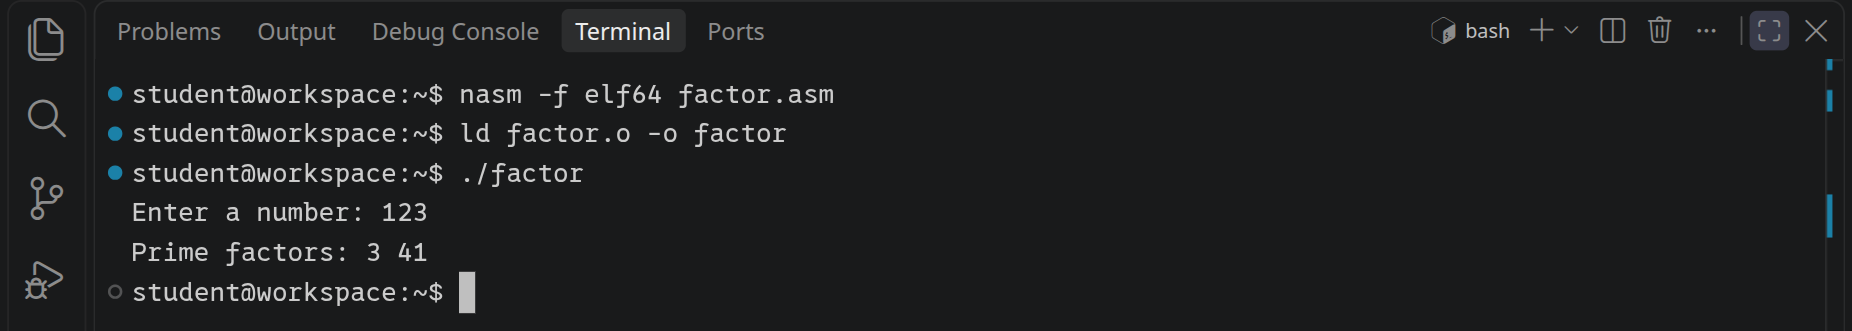 Problems Output Debug Console Terminal Ports bash
student@workspace:~$ nasm -f elf64 factor.asm
student@workspace:~$ ld factor.o -o factor
student@workspace:~$ ./factor
Enter a number: 123
Prime factors: 3 41
student@workspace:~$